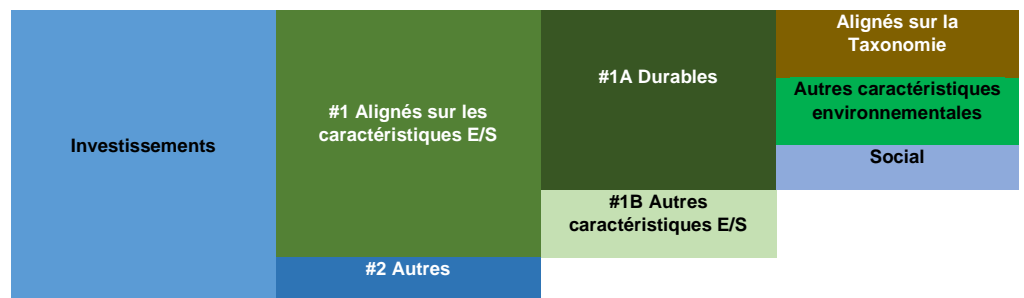 Investissements
#1 Alignés sur les
caractéristiques E/S
#2 Autres
#1A Durables
#1B Autres
caractéristiques E/S
Alignés sur la
Taxonomie
Autres caractéristiques
environnementales
Social